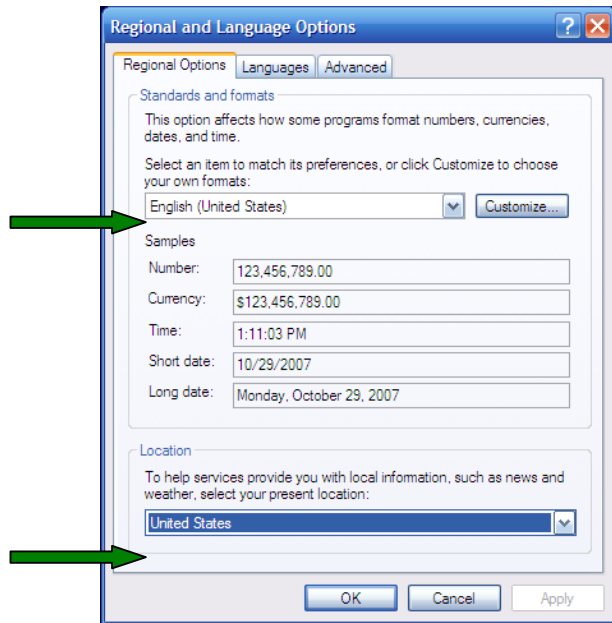 Regional and Language Options
Regional Options Languages Advanced
Standards and formats
This option affects how some programs format numbers, currencies,
dates, and time.
Select an item to match its preferences, or click Customize to choose
your own formats:
English (United States) Customize...
Samples
Number: 123,456,789.00
Currency: $123,456,789.00
Time: 1:11:03 PM
Short date: 10/29/2007
Long date: Monday, October 29, 2007
Location
To help services provide you with local information, such as news and
weather, select your present location:
United States
OK Cancel Apply